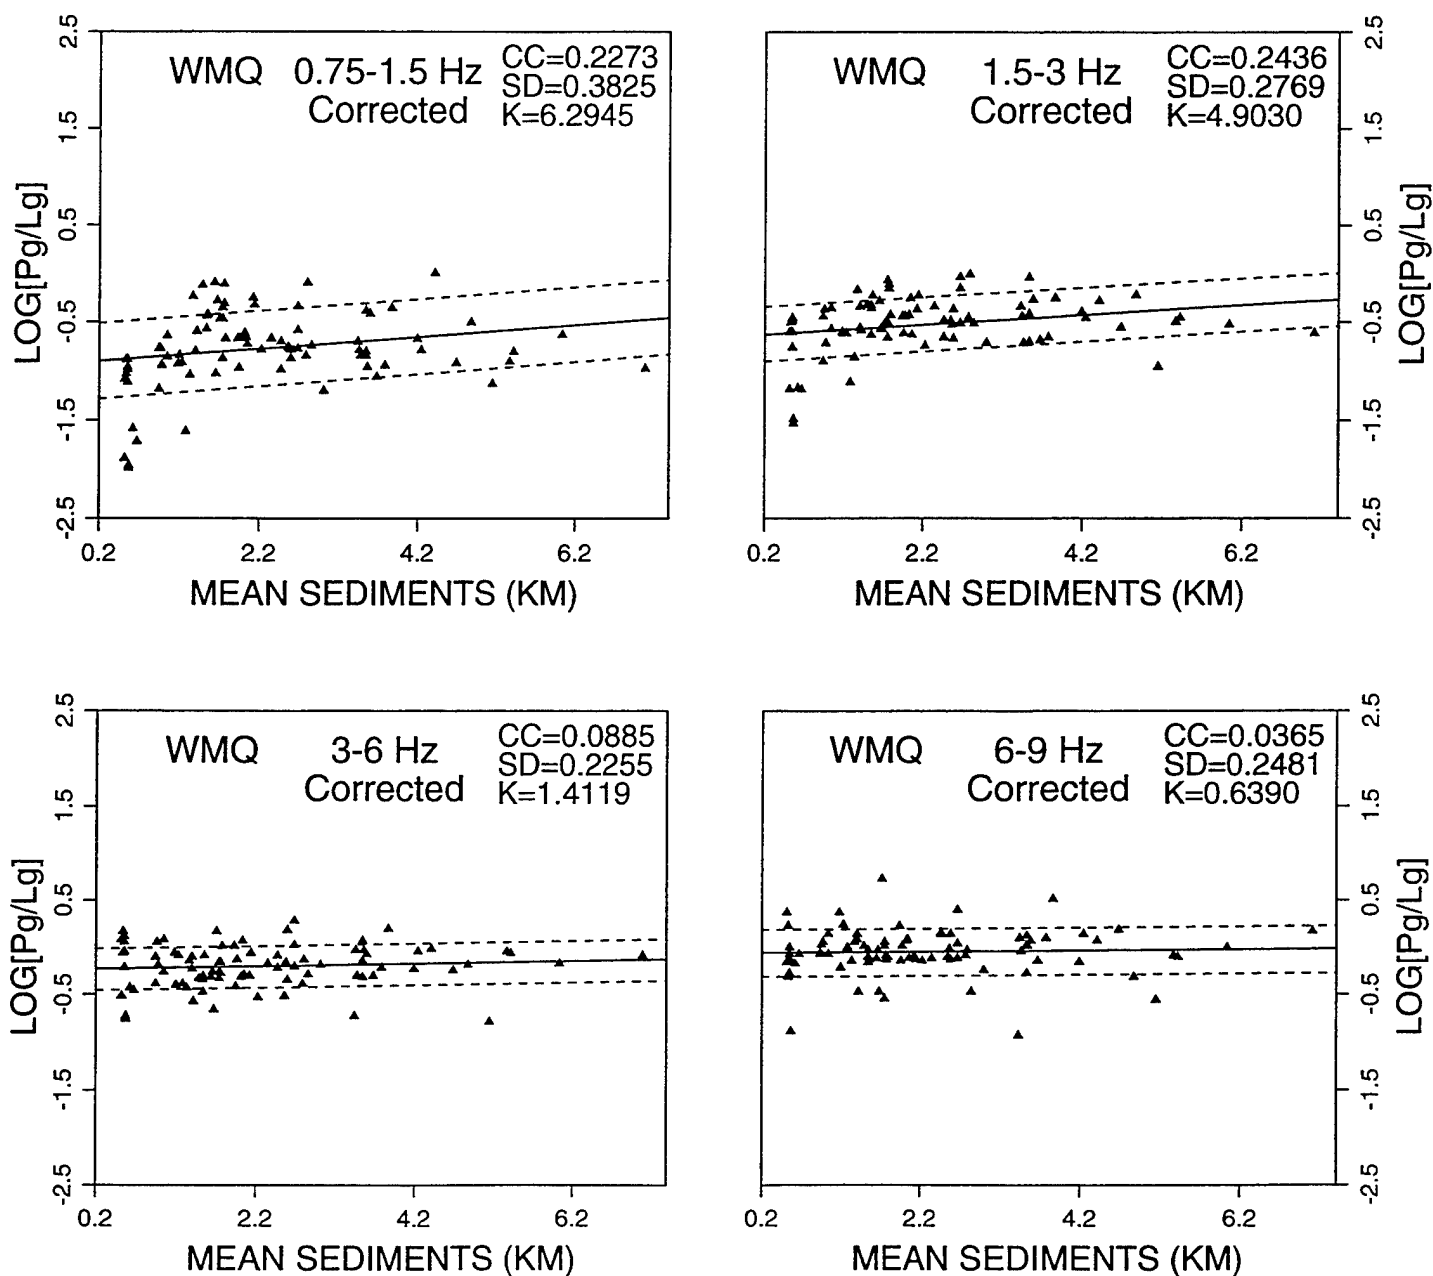 WMQ 0.75-1.5 Hz
Corrected
CC=0.2273
SD=0.3825
K=6.2945
LOG[Pg/Lg]
2.5
1.5
0.5
-0.5
-1.5
-2.5
0.2 2.2 4.2 6.2
MEAN SEDIMENTS (KM)
WMQ 1.5-3 Hz
Corrected
CC=0.2436
SD=0.2769
K=4.9030
LOG[Pg/Lg]
2.5
1.5
0.5
-0.5
-1.5
-2.5
0.2 2.2 4.2 6.2
MEAN SEDIMENTS (KM)
WMQ 3-6 Hz
Corrected
CC=0.0885
SD=0.2255
K=1.4119
LOG[Pg/Lg]
2.5
1.5
0.5
-0.5
-1.5
-2.5
0.2 2.2 4.2 6.2
MEAN SEDIMENTS (KM)
WMQ 6-9 Hz
Corrected
CC=0.0365
SD=0.2481
K=0.6390
LOG[Pg/Lg]
2.5
1.5
0.5
-0.5
-1.5
-2.5
0.2 2.2 4.2 6.2
MEAN SEDIMENTS (KM)